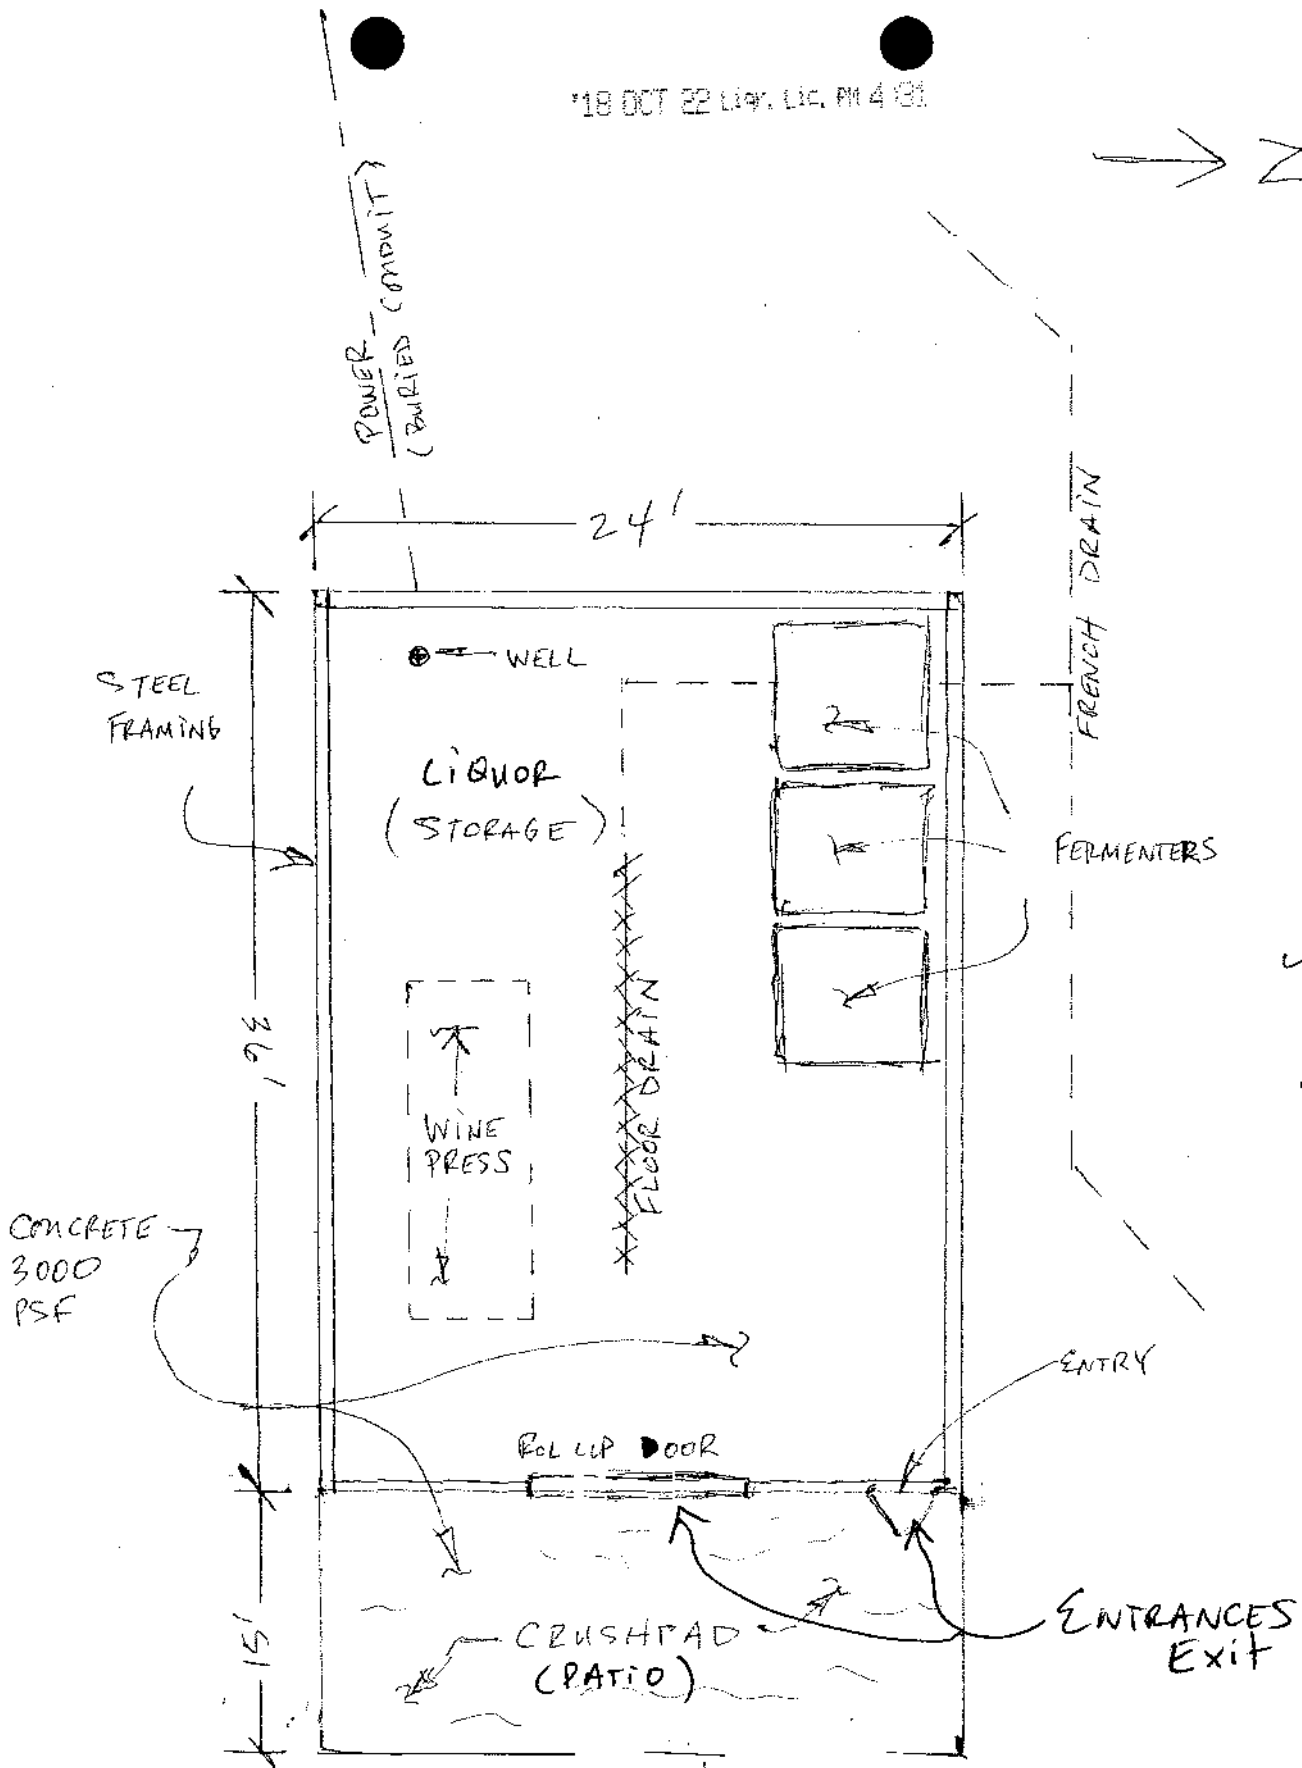 '18 OCT 22 Liqr. Lic. PM 4:31
N
POWER
(BURIED CONDUIT)
24'
FRENCH DRAIN
WELL
STEEL
FRAMING
LIQUOR
(STORAGE)
FERMENTERS
36'
FLOOR DRAIN
WINE
PRESS
CONCRETE
3000
PSF
ENTRY
ROL UP DOOR
15'
CRUSHPAD
(PATIO)
ENTRANCES
Exit